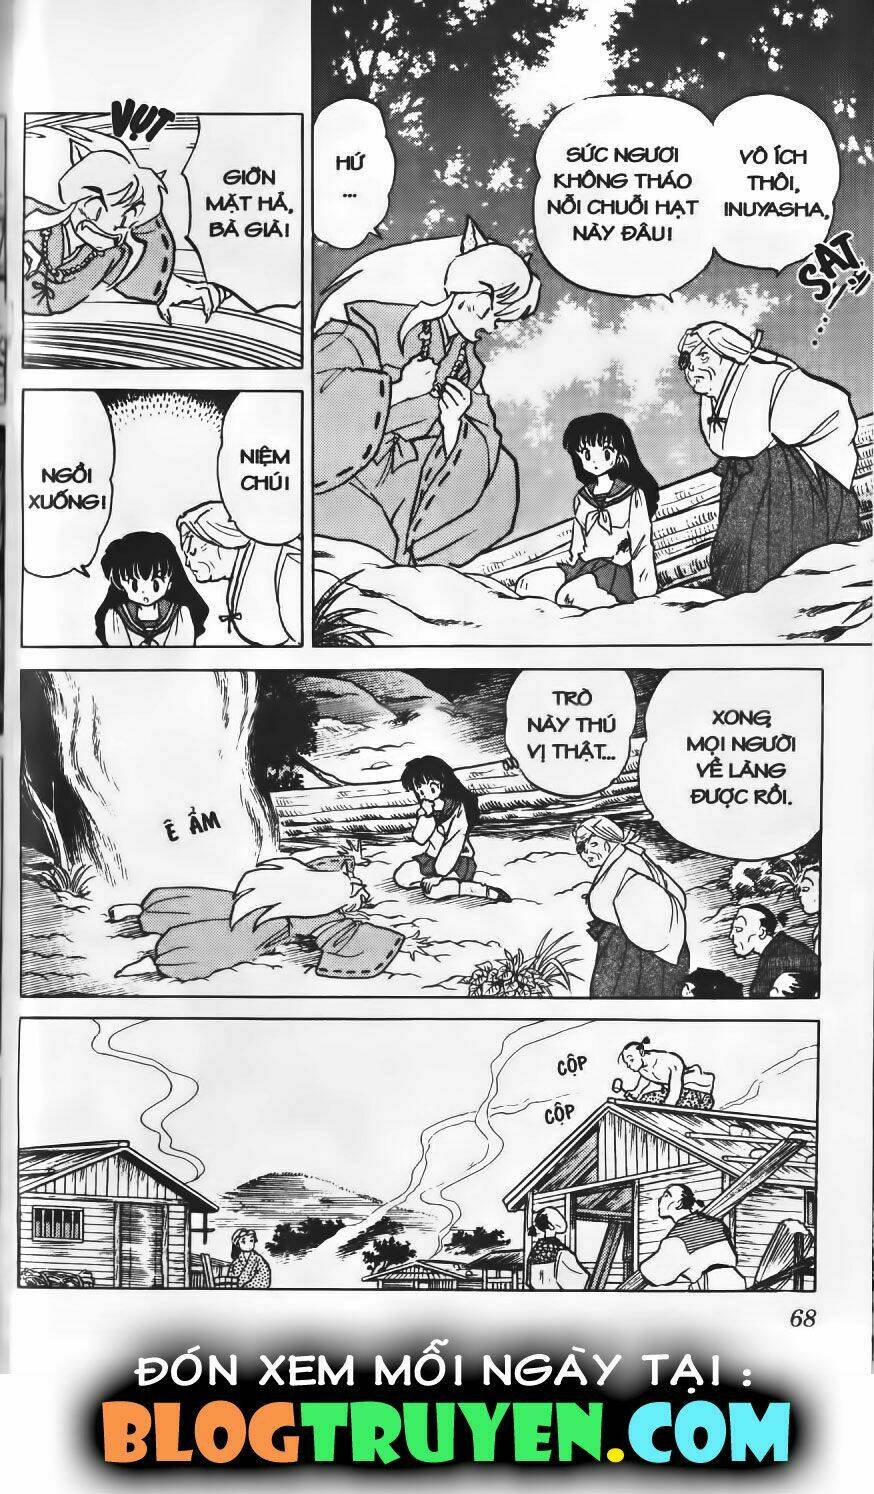 VÔ ÍCH
THÔI,
INUYASHA,
SỨC NGƯƠI
KHÔNG THÁO
NỖI CHUỖI HẠT
NÀY ĐÂU!
SẠT
HỨ
...
VỤT
GIỠN
MẶT HẢ,
BÀ GIÀ!
NIỆM
CHÚ!
NGỒI
XUỐNG!
XONG,
MỌI NGƯỜI
VỀ LÀNG
ĐƯỢC RỒI.
TRÒ
NÀY THÚ
VỊ THẬT...
Ê ẨM
CỘP
CỘP
68
ĐÓN XEM MỖI NGÀY TẠI :
BLOGTRUYEN.COM